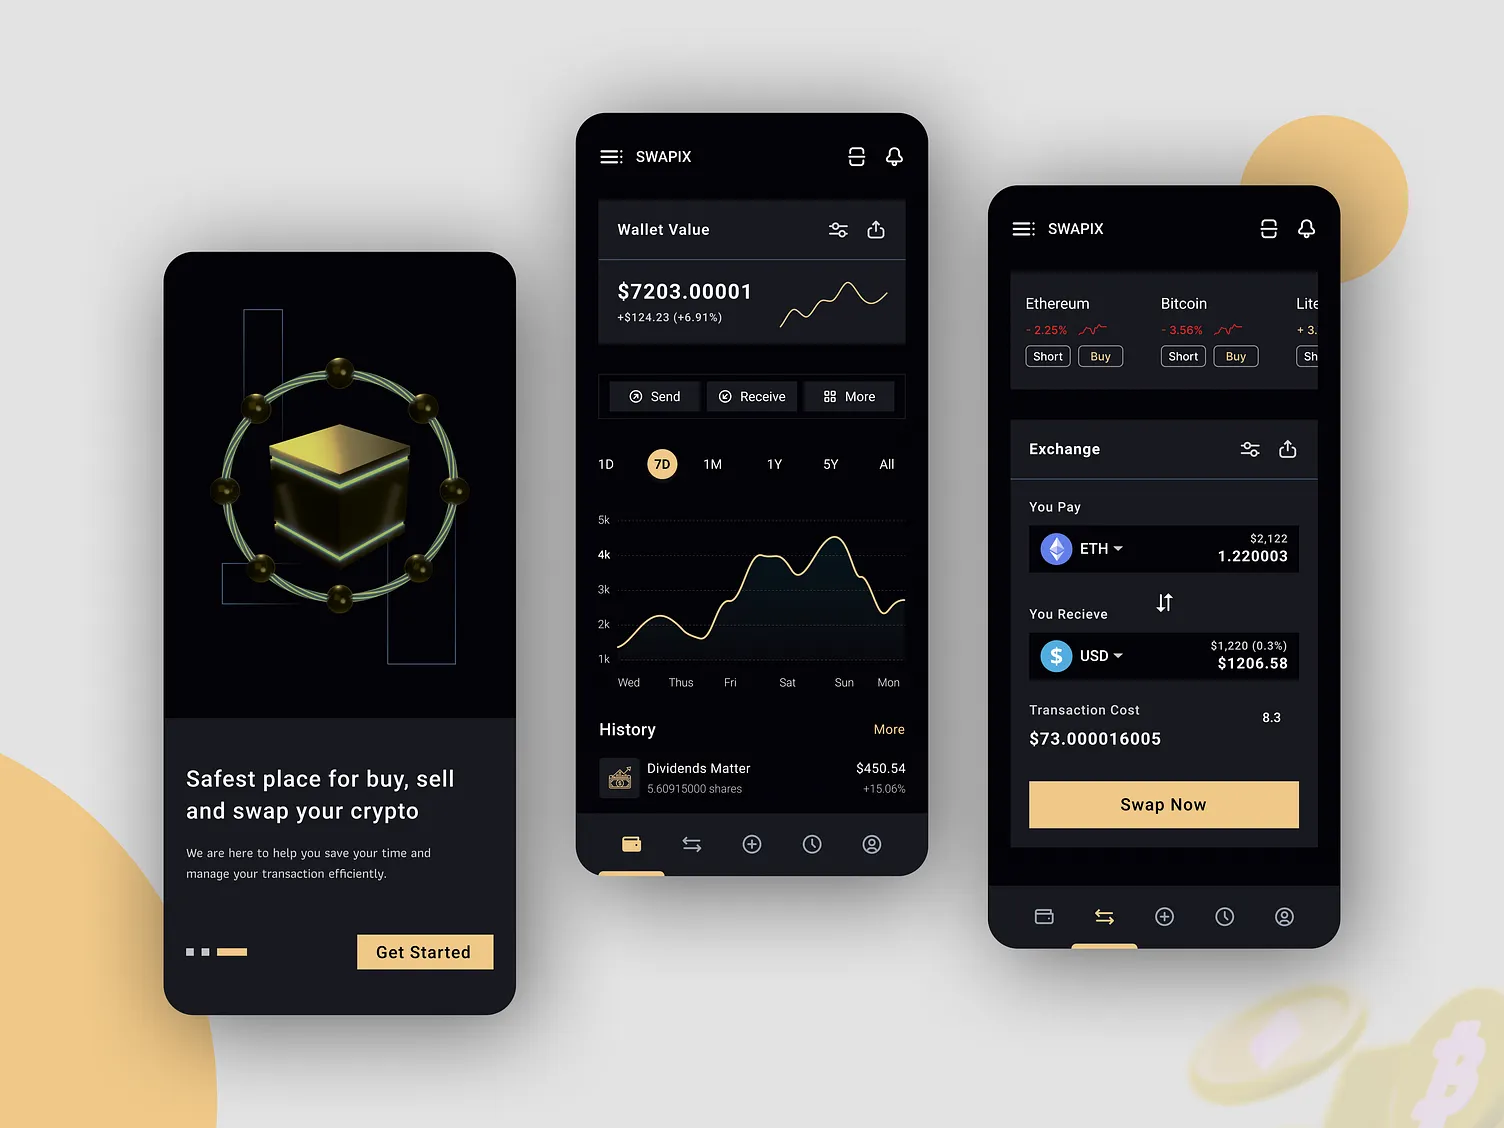 Safest place for buy, sell
and swap your crypto
We are here to help you save your time and
manage your transaction efficiently.
Get Started
SWAPIX
Wallet Value
$7203.00001
+$124.23 (+6.91%)
Send Receive More
1D 7D 1M 1Y 5Y All
5k
4k
3k
2k
1k
Wed Thus Fri Sat Sun Mon
History More
Dividends Matter $450.54
5.60915000 shares +15.06%
SWAPIX
Ethereum Bitcoin Lite
- 2.25% - 3.56% + 3.
Short Buy Short Buy Sh
Exchange
You Pay
$2,122
ETH 1.220003
You Recieve
$1,220 (0.3%)
USD $1206.58
Transaction Cost
8.3
$73.000016005
Swap Now